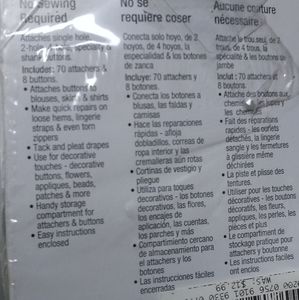 No Sewing
Required
Attaches single hole,
2-hole, specialty &
shank buttons.
Includes: 70 attachers &
8 buttons.
• Attaches buttons to
blouses, skirts & shirts
• Make quick repairs on
loose hems, lingerie
straps & even torn
zippers
• Tack and pleat drapes
• Use for decorative
touches - decorative
buttons, flowers,
appliques, beads,
patches & more
• Handy storage
compartment for
attachers & buttons
• Easy instructions
enclosed
No se
requiere coser
Conecta solo hoyo, de 2
hoyos, de 4 hoyos, la
especialidad y los botones
de zanca
Incluye: 70 attachers y
8 botones.
• Conecta los botones a
blusas, las faldas y
camisas
• Hace las reparaciones
rápidas - afloja
dobladillos, correas de
ropa interior y las
cremalleras aún rotas
• Cortinas de vestigio y
pliegue
• Utiliza para toques
decorativos - los botones
decorativos, las flores,
los encajes de
aplicación, las cuentas,
los parches y más
• Compartimiento cercano
de almacenamiento para
el attachers y los
botones
• Las instrucciones fáciles
encerradas
Aucune couture
nécessaire
Attache le trou seul, de 2
trous, de 4 trous, la
spécialité & les boutons de
jambe
Inclut : 70 attachers et
8 boutons.
• Attache des boutons aux
chemisiers, les jupes et
les chemises
• Fait des réparations
rapides - les ourlets
détachés, la lingerie
sangle y les fermetures
à glissière même
déchirées
• La piste et pisse des
tentures.
• Utiliser pour les touches
décoratives - les boutons
décoratifs, les fleurs,
appliques, les perles, les
pièces et plus
• Le compartiment de
stockage pratique pour
attachers y boutonne
• Les instructions faciles
ont enclos
WAS: $12.99